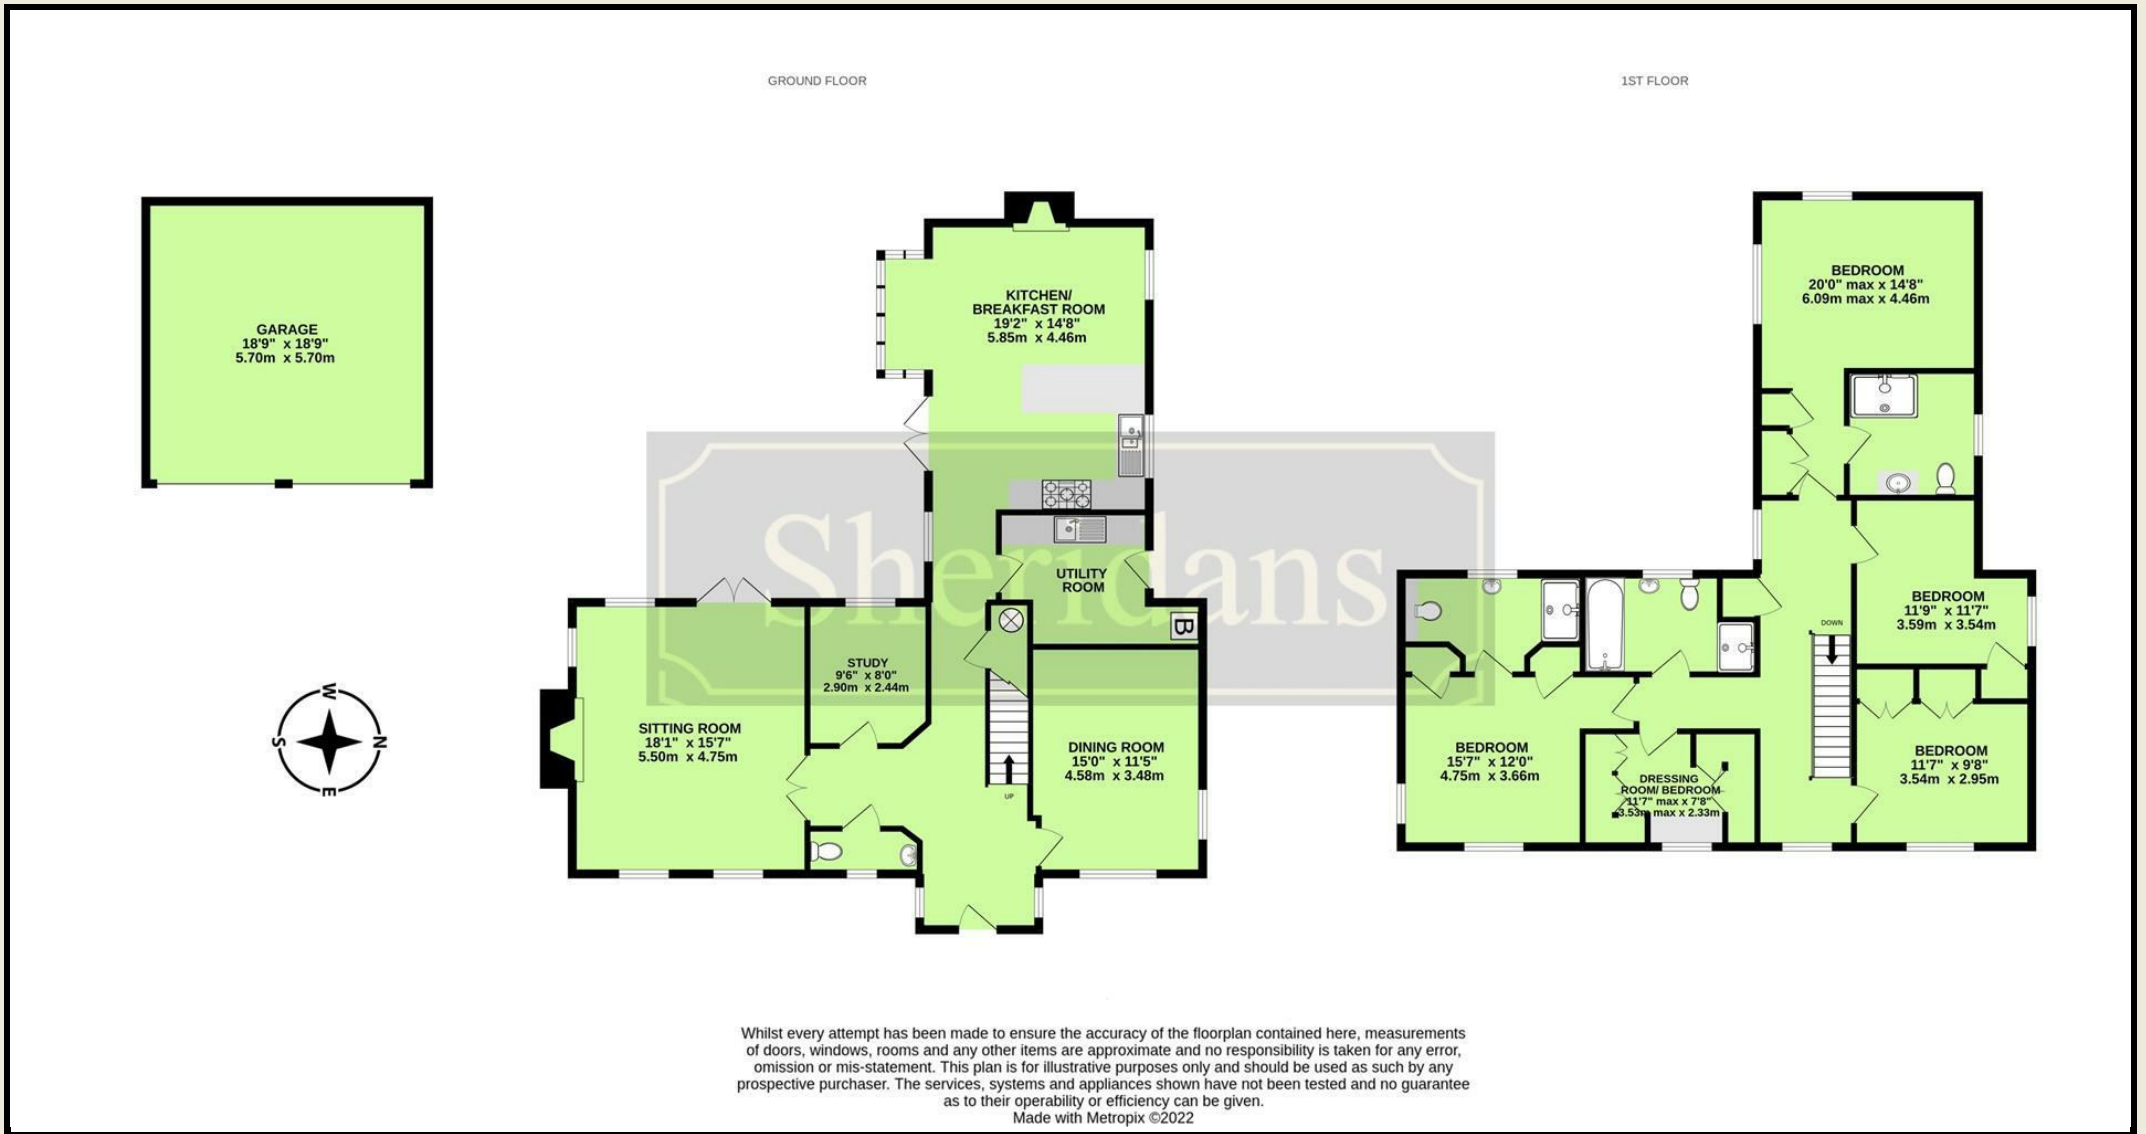 GROUND FLOOR
1ST FLOOR
GARAGE
18'9" x 18'9"
5.70m x 5.70m
KITCHEN/
BREAKFAST ROOM
19'2" x 14'8"
5.85m x 4.46m
UTILITY
ROOM
B
STUDY
9'6" x 8'0"
2.90m x 2.44m
SITTING ROOM
18'1" x 15'7"
5.50m x 4.75m
DINING ROOM
15'0" x 11'5"
4.58m x 3.48m
UP
W
N
S
E
Sheridans
BEDROOM
20'0" max x 14'8"
6.09m max x 4.46m
BEDROOM
11'9" x 11'7"
3.59m x 3.54m
DOWN
BEDROOM
15'7" x 12'0"
4.75m x 3.66m
DRESSING
ROOM/ BEDROOM
11'7" max x 7'8"
3.53m max x 2.33m
BEDROOM
11'7" x 9'8"
3.54m x 2.95m
Whilst every attempt has been made to ensure the accuracy of the floorplan contained here, measurements
of doors, windows, rooms and any other items are approximate and no responsibility is taken for any error,
omission or mis-statement. This plan is for illustrative purposes only and should be used as such by any
prospective purchaser. The services, systems and appliances shown have not been tested and no guarantee
as to their operability or efficiency can be given.
Made with Metropix ©2022